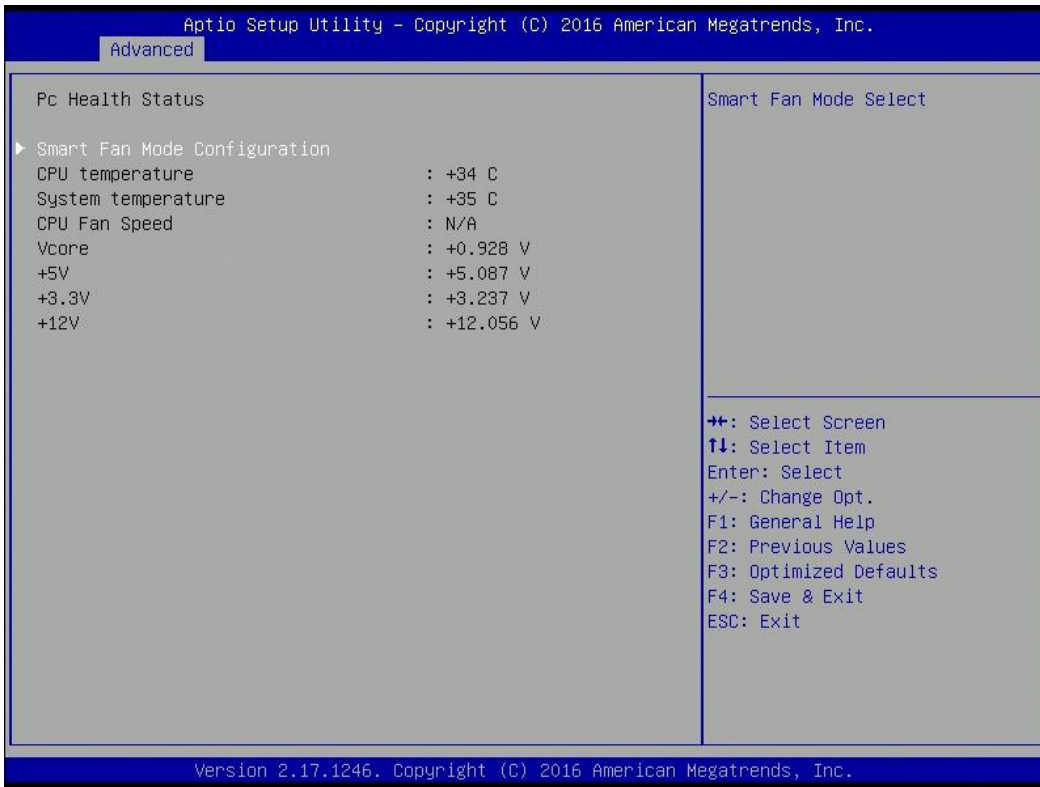 Aptio Setup Utility – Copyright (C) 2016 American Megatrends, Inc.
Advanced
Pc Health Status
▶ Smart Fan Mode Configuration
CPU temperature : +34 C
System temperature : +35 C
CPU Fan Speed : N/A
Vcore : +0.928 V
+5V : +5.087 V
+3.3V : +3.237 V
+12V : +12.056 V
Smart Fan Mode Select
→←: Select Screen
↑↓: Select Item
Enter: Select
+/-: Change Opt.
F1: General Help
F2: Previous Values
F3: Optimized Defaults
F4: Save & Exit
ESC: Exit
Version 2.17.1246. Copyright (C) 2016 American Megatrends, Inc.